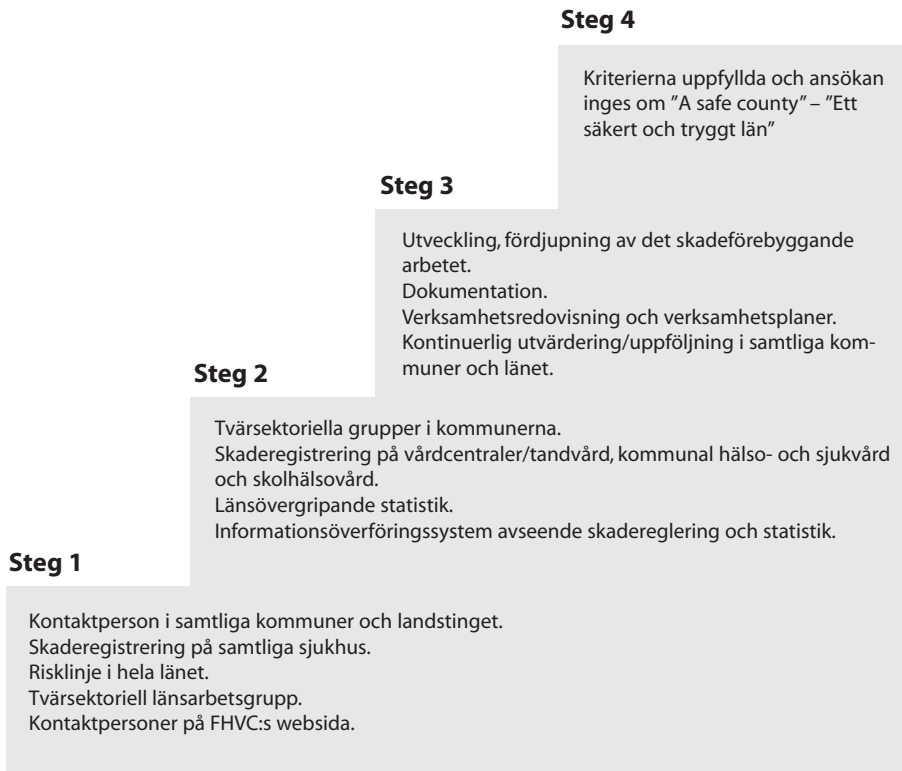 Steg 4
Kriterierna uppfyllda och ansökan
inges om ”A safe county” – ”Ett
säkert och tryggt län”
Steg 3
Utveckling, fördjupning av det skadeförebyggande
arbetet.
Dokumentation.
Verksamhetsredovisning och verksamhetsplaner.
Kontinuerlig utvärdering/uppföljning i samtliga kom-
muner och länet.
Steg 2
Tvärsektoriella grupper i kommunerna.
Skaderegistrering på vårdcentraler/tandvård, kommunal hälso- och sjukvård
och skolhälsovård.
Länsövergripande statistik.
Informationsöverföringssystem avseende skadereglering och statistik.
Steg 1
Kontaktperson i samtliga kommuner och landstinget.
Skaderegistrering på samtliga sjukhus.
Risklinje i hela länet.
Tvärsektoriell länsarbetsgrupp.
Kontaktpersoner på FHVC:s websida.